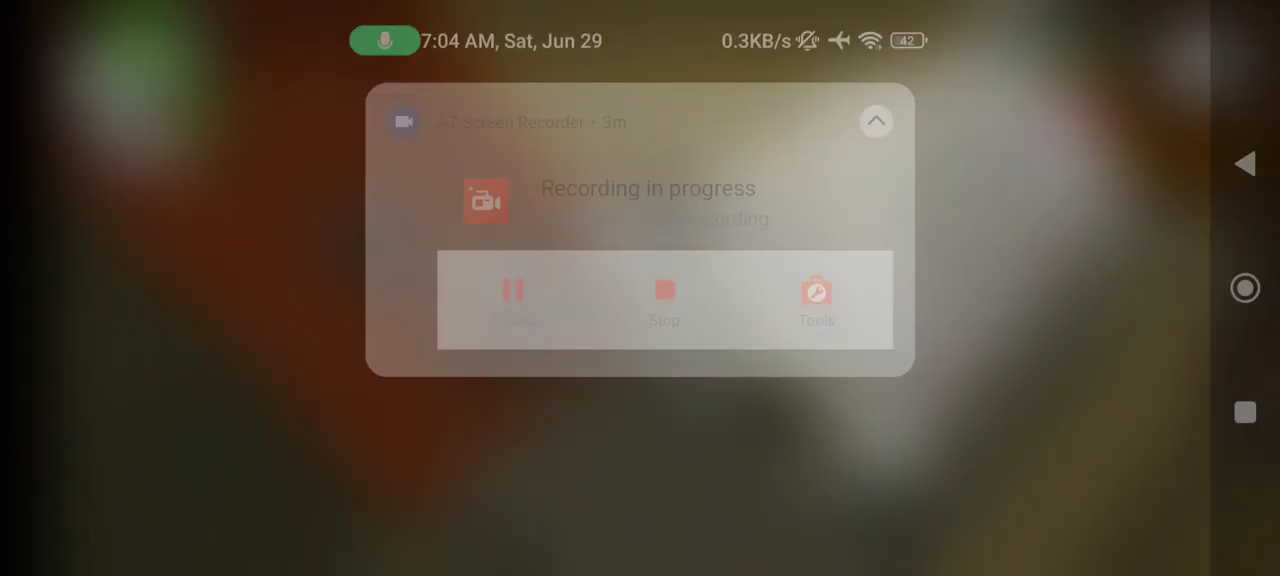 7:04 AM, Sat, Jun 29
0.3KB/s
42
AZ Screen Recorder • 3m
Recording in progress
Stop
Tools